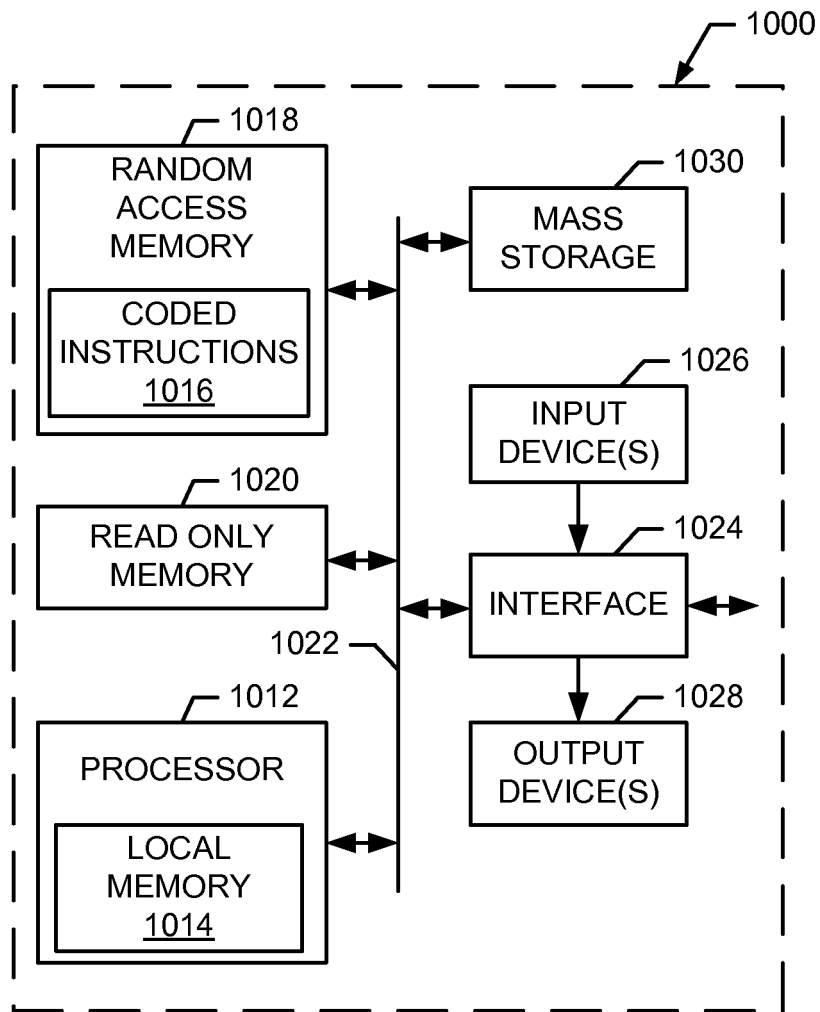 1000
1018
RANDOM
ACCESS
MEMORY
CODED
INSTRUCTIONS
1016
1030
MASS
STORAGE
1026
INPUT
DEVICE(S)
1020
READ ONLY
MEMORY
1024
INTERFACE
1022
1012
PROCESSOR
LOCAL
MEMORY
1014
1028
OUTPUT
DEVICE(S)